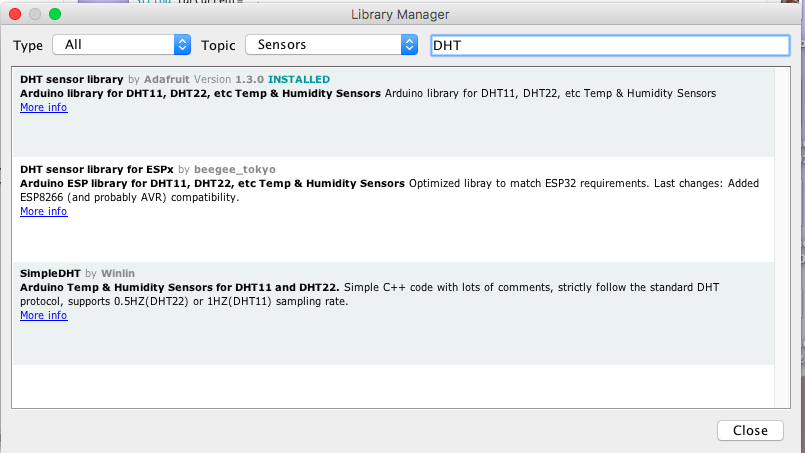 Library Manager
Type All Topic Sensors DHT
DHT sensor library by Adafruit Version 1.3.0 INSTALLED
Arduino library for DHT11, DHT22, etc Temp & Humidity Sensors Arduino library for DHT11, DHT22, etc Temp & Humidity Sensors
More info
DHT sensor library for ESPx by beegee_tokyo
Arduino ESP library for DHT11, DHT22, etc Temp & Humidity Sensors Optimized libray to match ESP32 requirements. Last changes: Added
ESP8266 (and probably AVR) compatibility.
More info
SimpleDHT by Winlin
Arduino Temp & Humidity Sensors for DHT11 and DHT22. Simple C++ code with lots of comments, strictly follow the standard DHT
protocol, supports 0.5HZ(DHT22) or 1HZ(DHT11) sampling rate.
More info
Close